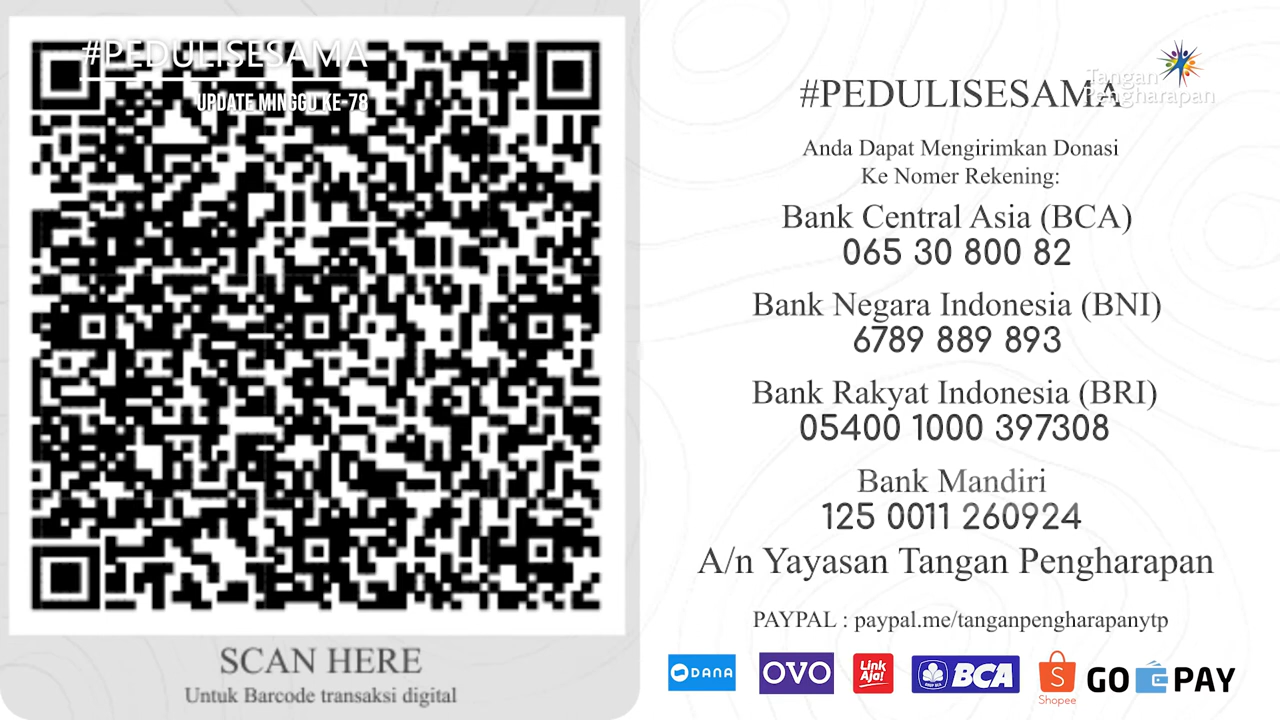 #PEDULISESAMA
UPDATE MINGGU KE-78
SCAN HERE
Untuk Barcode transaksi digital
Tangan
Pengharapan
#PEDULISESAMA
Anda Dapat Mengirimkan Donasi
Ke Nomer Rekening:
Bank Central Asia (BCA)
065 30 800 82
Bank Negara Indonesia (BNI)
6789 889 893
Bank Rakyat Indonesia (BRI)
05400 1000 397308
Bank Mandiri
125 0011 260924
A/n Yayasan Tangan Pengharapan
PAYPAL : paypal.me/tanganpengharapanytp
DANA
OVO
Link
Aja!
BCA
S
Shopee
GO PAY